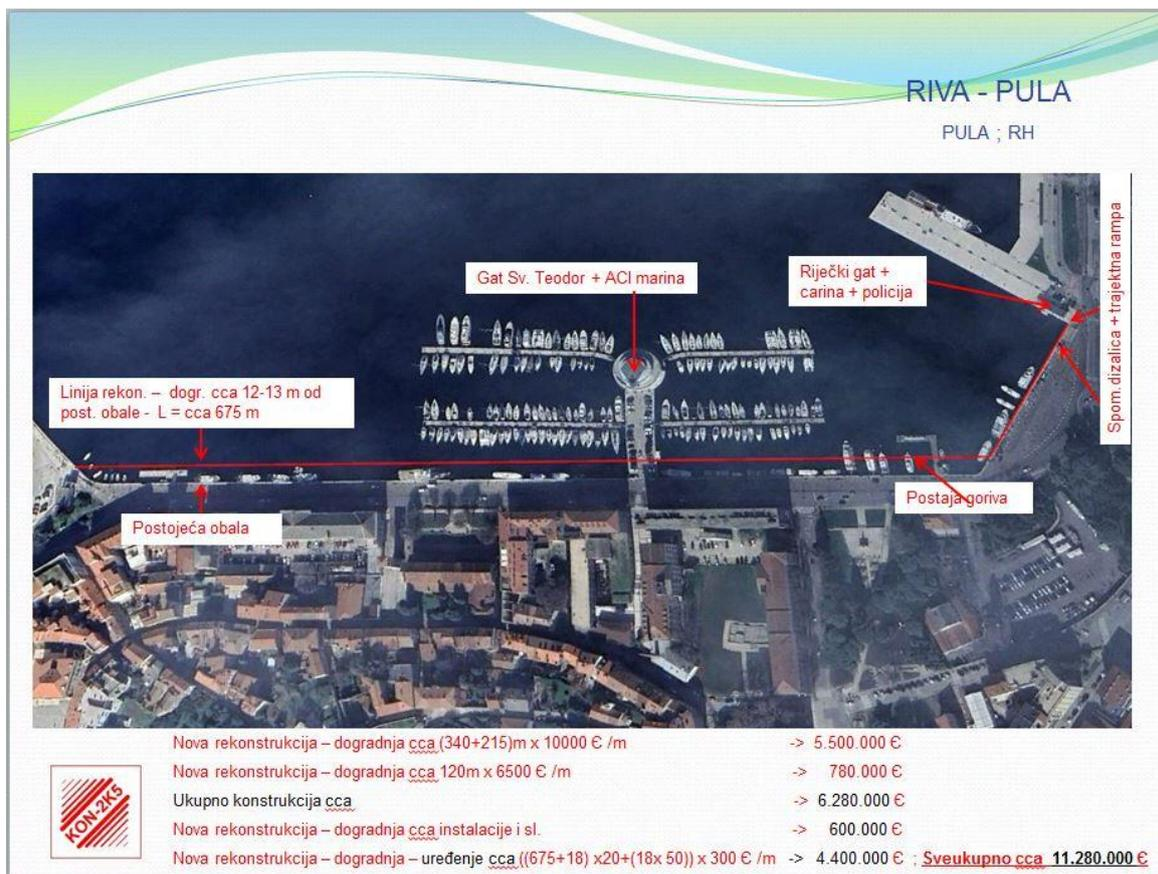 RIVA - PULA
PULA ; RH
Gat Sv. Teodor + ACI marina
Riječki gat +
carina + policija
Spom.dizalica + trajektna rampa
Linija rekon. – dogr. cca 12-13 m od
post. obale - L = cca 675 m
Postojeća obala
Postaja goriva
Nova rekonstrukcija – dogradnja cca (340+215)m x 10000 € /m -> 5.500.000 €
Nova rekonstrukcija – dogradnja cca 120m x 6500 € /m -> 780.000 €
Ukupno konstrukcija cca -> 6.280.000 €
Nova rekonstrukcija – dogradnja cca instalacije i sl. -> 600.000 €
Nova rekonstrukcija – dogradnja – uređenje cca ((675+18) x20+(18x 50)) x 300 € /m -> 4.400.000 € ; Sveukupno cca 11.280.000 €
KON-2K5